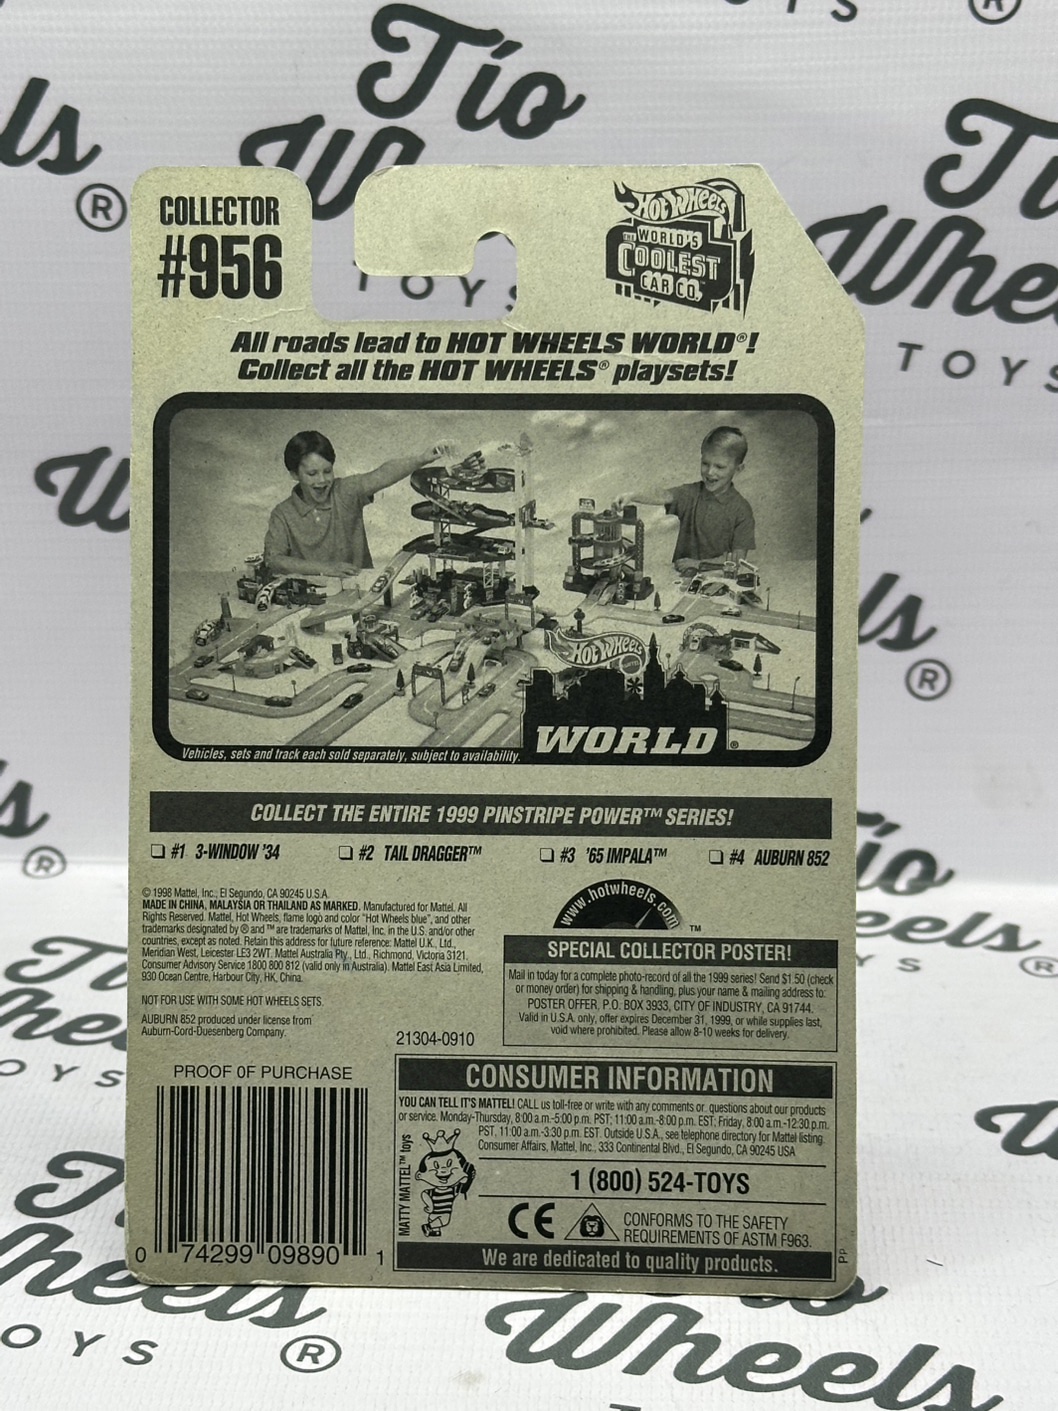 Tío
Wheels
TOYS
®
COLLECTOR
#956
HOT WHEELS
THE WORLD'S
COOLEST
CAR CO.™
All roads lead to HOT WHEELS WORLD®!
Collect all the HOT WHEELS® playsets!
HOT WHEELS
WORLD®
Vehicles, sets and track each sold separately, subject to availability.
COLLECT THE ENTIRE 1999 PINSTRIPE POWER™ SERIES!
❏ #1 3-WINDOW '34 ❏ #2 TAIL DRAGGER™ ❏ #3 '65 IMPALA™ ❏ #4 AUBURN 852
© 1998 Mattel, Inc., El Segundo, CA 90245 U.S.A.
MADE IN CHINA, MALAYSIA OR THAILAND AS MARKED. Manufactured for Mattel. All
Rights Reserved. Mattel, Hot Wheels, flame logo and color "Hot Wheels blue", and other
trademarks designated by ® and ™ are trademarks of Mattel, Inc. in the U.S. and/or other
countries, except as noted. Retain this address for future reference: Mattel U.K., Ltd.,
Meridian West, Leicester LE3 2WT. Mattel Australia Pty., Ltd., Richmond, Victoria 3121.
Consumer Advisory Service 1800 800 812 (valid only in Australia). Mattel East Asia Limited,
930 Ocean Centre, Harbour City, HK, China.
NOT FOR USE WITH SOME HOT WHEELS SETS.
AUBURN 852 produced under license from
Auburn-Cord-Duesenberg Company.
21304-0910
www.hotwheels.com™
SPECIAL COLLECTOR POSTER!
Mail in today for a complete photo-record of all the 1999 series! Send $1.50 (check
or money order) for shipping & handling, plus your name & mailing address to:
POSTER OFFER, P.O. BOX 3933, CITY OF INDUSTRY, CA 91744.
Valid in U.S.A. only, offer expires December 31, 1999, or while supplies last,
void where prohibited. Please allow 8-10 weeks for delivery.
PROOF OF PURCHASE
0 74299 09890 1
CONSUMER INFORMATION
YOU CAN TELL IT'S MATTEL! CALL us toll-free or write with any comments or questions about our products
or service. Monday-Thursday, 8:00 a.m.-5:00 p.m. PST; 11:00 a.m.-8:00 p.m. EST; Friday, 8:00 a.m.-12:30 p.m.
PST, 11:00 a.m.-3:30 p.m. EST. Outside U.S.A., see telephone directory for Mattel listing.
Consumer Affairs, Mattel, Inc., 333 Continental Blvd., El Segundo, CA 90245 USA
MATTY MATTEL™ toys
1 (800) 524-TOYS
CE
CONFORMS TO THE SAFETY
REQUIREMENTS OF ASTM F963.
We are dedicated to quality products.
PP